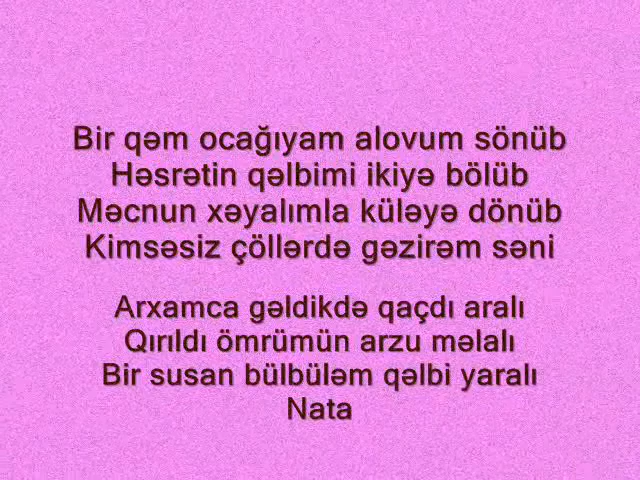 Bir qəm ocağıyam alovum sönüb
Həsrətin qəlbimi ikiyə bölüb
Məcnun xəyalımla küləyə dönüb
Kimsəsiz çöllərdə gəzirəm səni
Arxamca gəldikdə qaçdı aralı
Qırıldı ömrümün arzu məlalı
Bir susan bülbüləm qəlbi yaralı
Nata